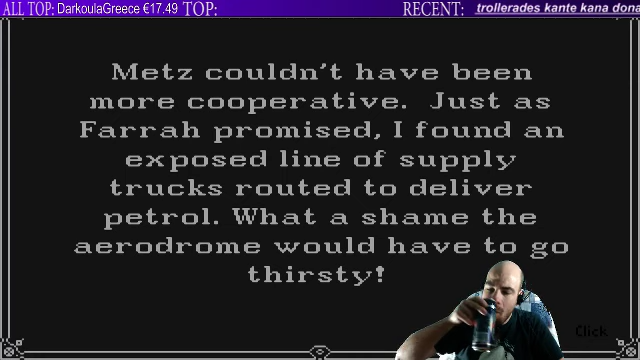 ALL TOP: DarkoulaGreece €17.49 TOP: RECENT: trollerades kante kana dona
Metz couldn't have been
more cooperative. Just as
Farrah promised, I found an
exposed line of supply
trucks routed to deliver
petrol. What a shame the
aerodrome would have to go
thirsty!
Click